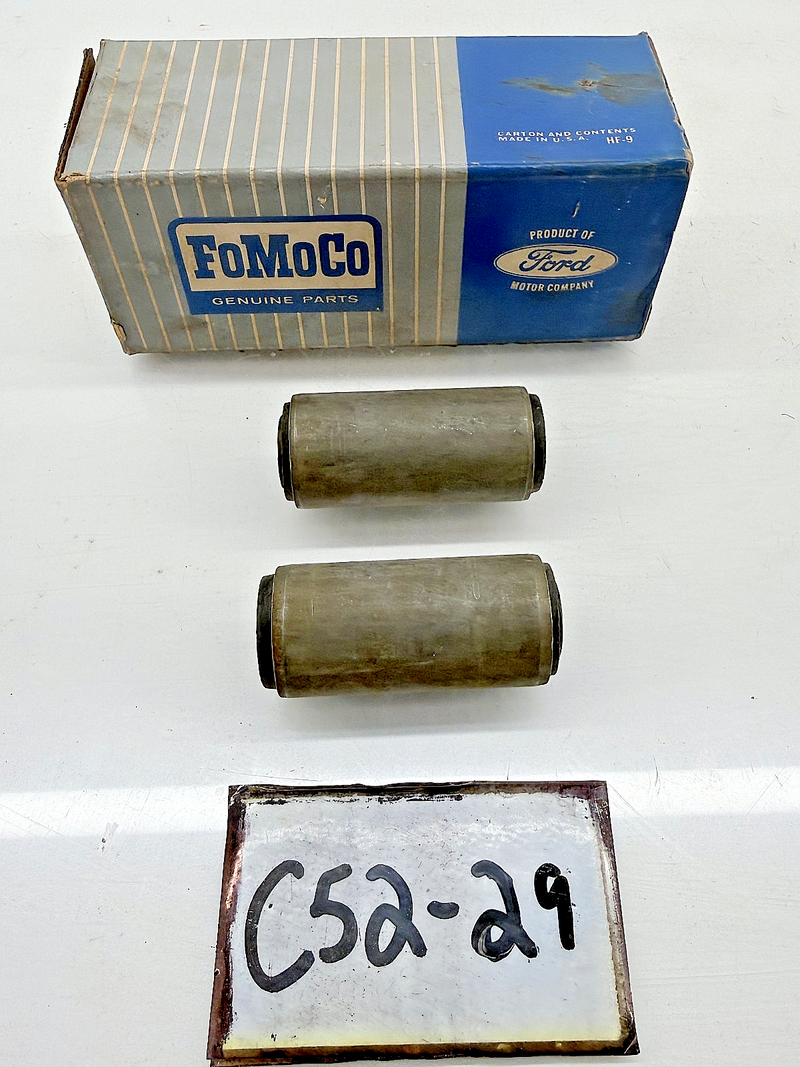 CARTON AND CONTENTS
MADE IN U.S.A. HF-9
FoMoCo
GENUINE PARTS
PRODUCT OF
Ford
MOTOR COMPANY
C52-29